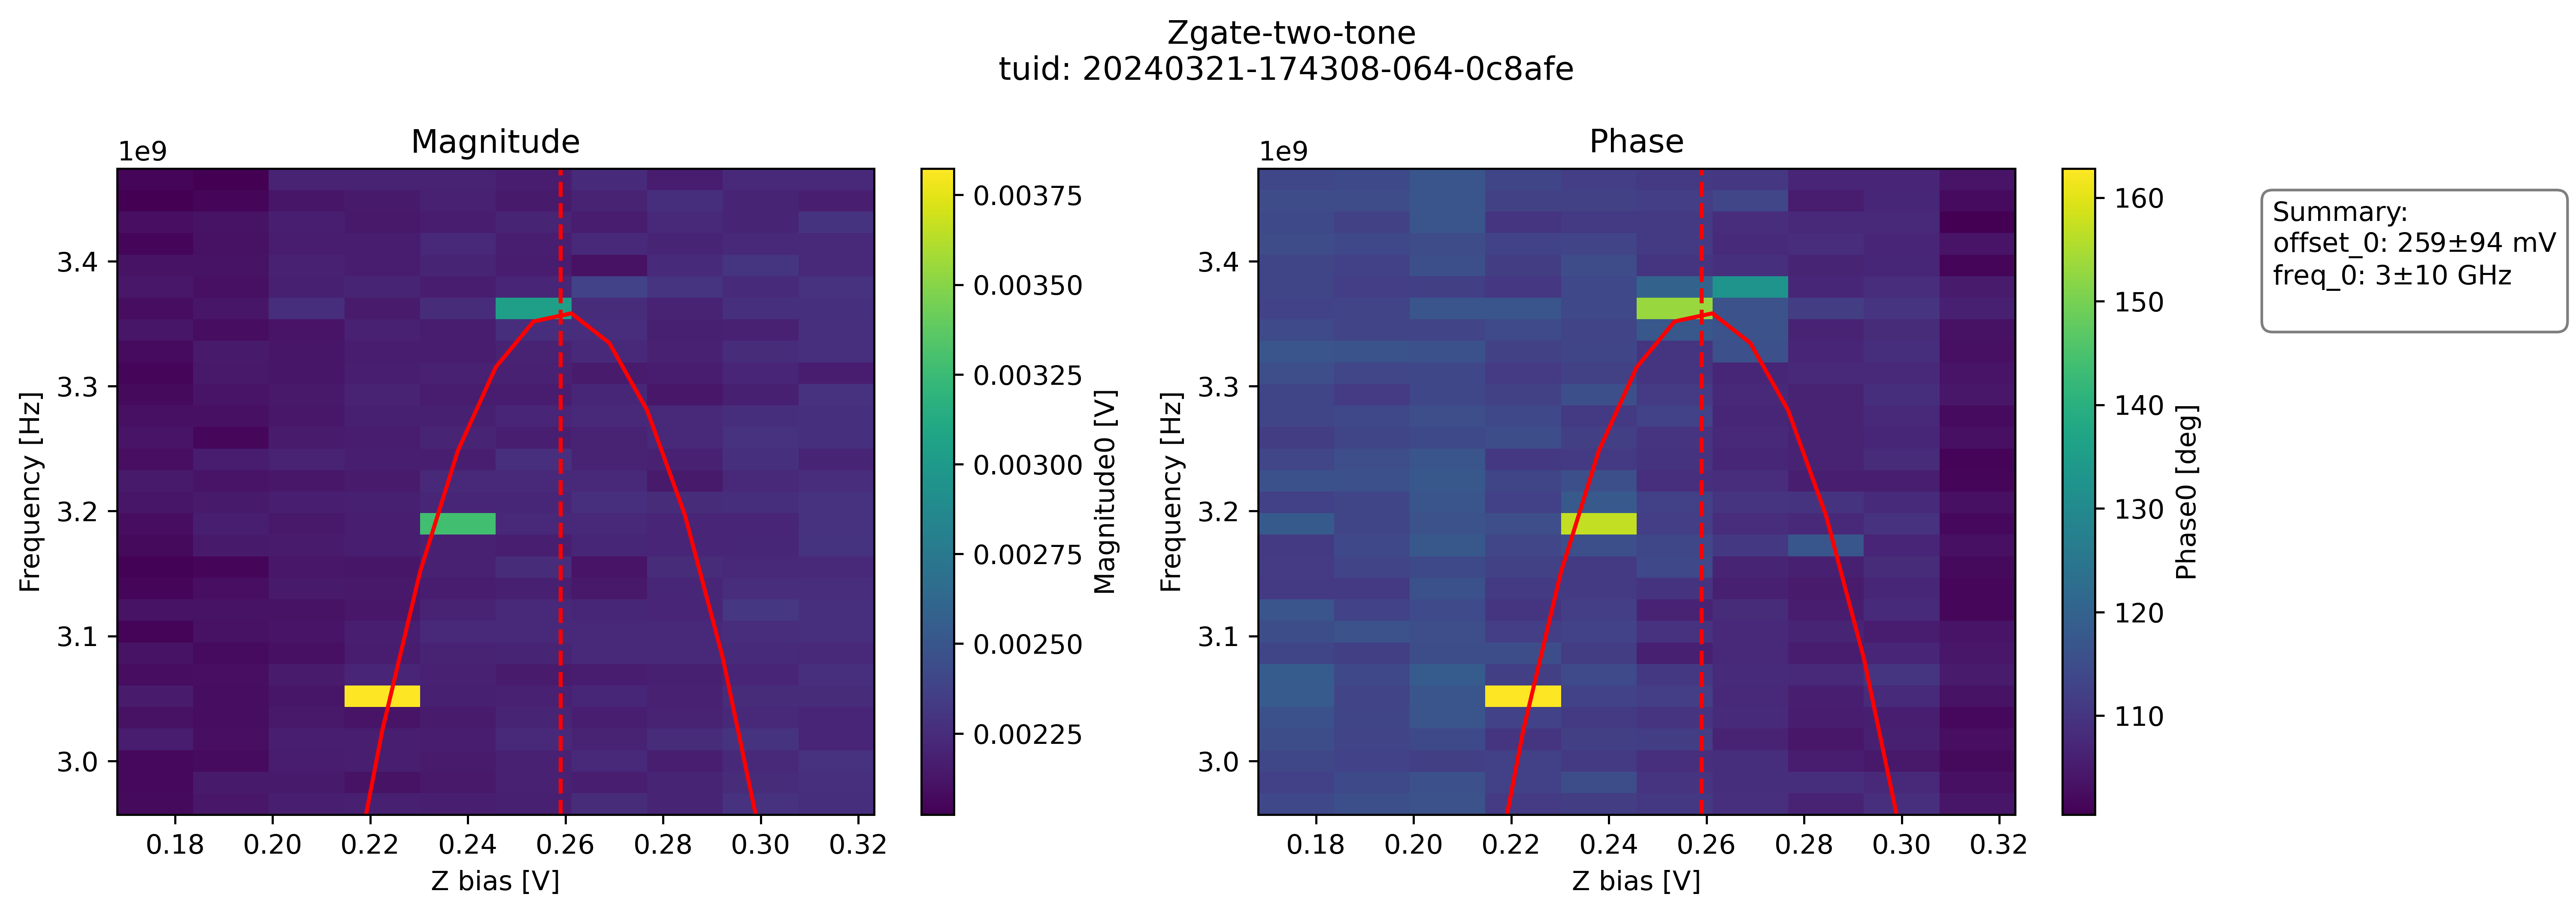 Zgate-two-tone
tuid: 20240321-174308-064-0c8afe
Magnitude
1e9
3.4
3.3
3.2
3.1
3.0
Frequency [Hz]
0.18 0.20 0.22 0.24 0.26 0.28 0.30 0.32
Z bias [V]
0.00375
0.00350
0.00325
0.00300
0.00275
0.00250
0.00225
Magnitude0 [V]
Phase
1e9
3.4
3.3
3.2
3.1
3.0
Frequency [Hz]
0.18 0.20 0.22 0.24 0.26 0.28 0.30 0.32
Z bias [V]
160
150
140
130
120
110
Phase0 [deg]
Summary:
offset_0: 259±94 mV
freq_0: 3±10 GHz